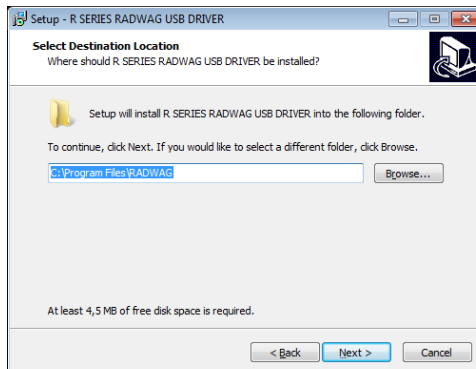 Setup - R SERIES RADWAG USB DRIVER
Select Destination Location
Where should R SERIES RADWAG USB DRIVER be installed?
Setup will install R SERIES RADWAG USB DRIVER into the following folder.
To continue, click Next. If you would like to select a different folder, click Browse.
C:\Program Files\RADWAG
Browse...
At least 4,5 MB of free disk space is required.
< Back
Next >
Cancel